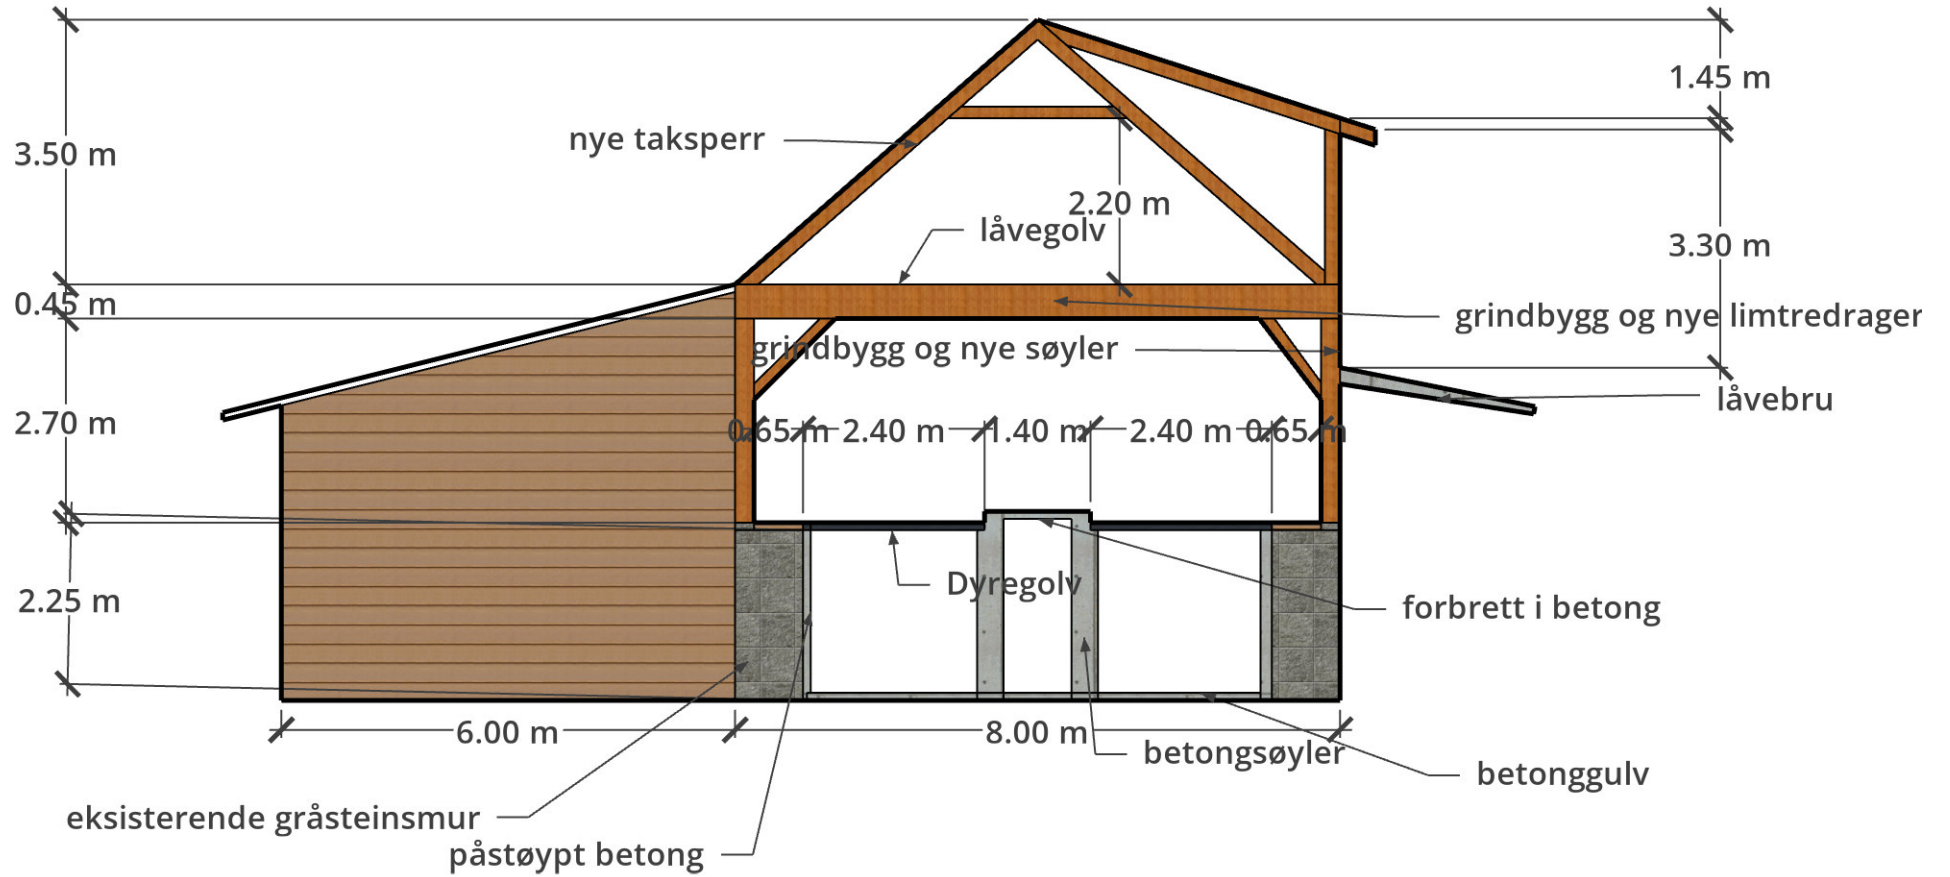 1.45 m
nye taksperr
3.50 m
2.20 m
låvegolv
3.30 m
0.45 m
grindbygg og nye limtredrager
grindbygg og nye søyler
låvebru
2.70 m
0.65 m 2.40 m 1.40 m 2.40 m 0.65 m
Dyregolv
2.25 m
forbrett i betong
6.00 m
8.00 m
betongsøyler
betonggulv
eksisterende gråsteinsmur
påstøypt betong